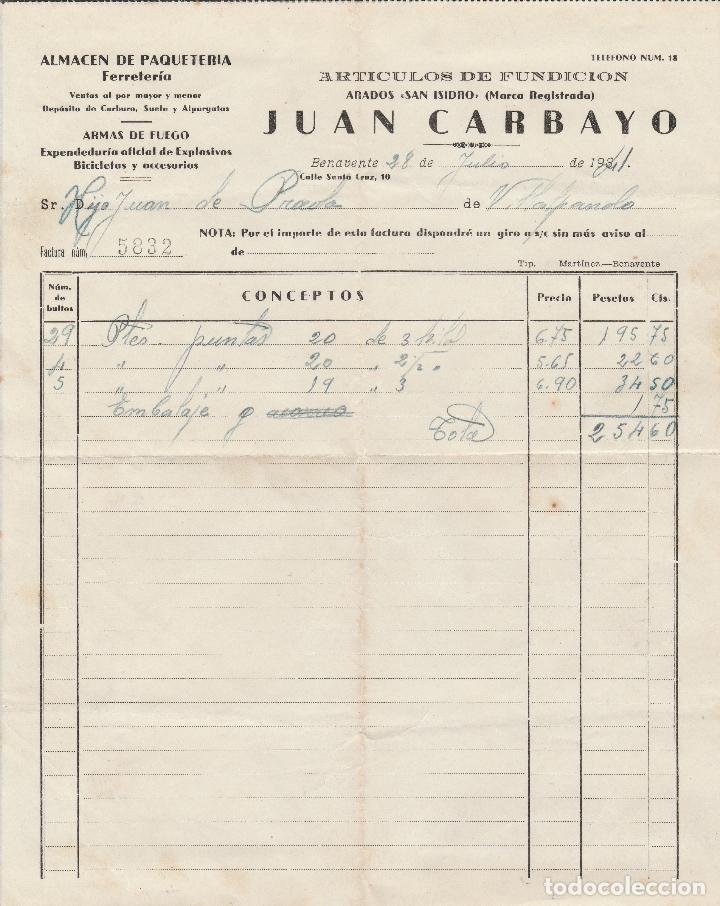 ALMACEN DE PAQUETERIA
Ferretería
Ventas al por mayor y menor
Depósito de Carburo, Suela y Alpargatas
ARMAS DE FUEGO
Expendeduría oficial de Explosivos
Bicicletas y accesorios
TELEFONO NUM. 18
ARTICULOS DE FUNDICION
ARADOS «SAN ISIDRO» (Marca Registrada)
JUAN CARBAYO
Benavente 28 de Julio de 1941.
Calle Santa Cruz, 10
Sr. D Hijo Juan de Prada de Villalpando
NOTA: Por el importe de esta factura dispondré un giro a s/c sin más aviso al
Factura núm. 5832 de
Tip. Martínez.—Benavente
Núm. de bultos CONCEPTOS Precio Pesetas Cts.
29 Ptes puntas 20 de 3 kilo 6.75 195 75
4 " " 20 " 2 1/2 " 5.65 22 60
5 " " 19 " 3 6.90 34 50
Embalaje y 1 75
Total 254 60
todocoleccion